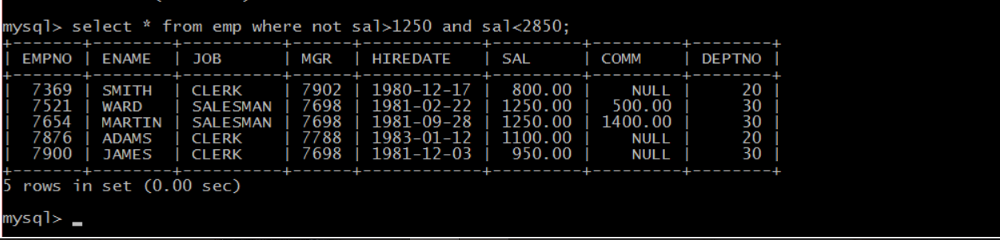 mysql> select * from emp where not sal>1250 and sal<2850;
+-------+--------+----------+------+------------+---------+---------+--------+
| EMPNO | ENAME  | JOB      | MGR  | HIREDATE   | SAL     | COMM    | DEPTNO |
+-------+--------+----------+------+------------+---------+---------+--------+
|  7369 | SMITH  | CLERK    | 7902 | 1980-12-17 |  800.00 |    NULL |     20 |
|  7521 | WARD   | SALESMAN | 7698 | 1981-02-22 | 1250.00 |  500.00 |     30 |
|  7654 | MARTIN | SALESMAN | 7698 | 1981-09-28 | 1250.00 | 1400.00 |     30 |
|  7876 | ADAMS  | CLERK    | 7788 | 1983-01-12 | 1100.00 |    NULL |     20 |
|  7900 | JAMES  | CLERK    | 7698 | 1981-12-03 |  950.00 |    NULL |     30 |
+-------+--------+----------+------+------------+---------+---------+--------+
5 rows in set (0.00 sec)
mysql> _